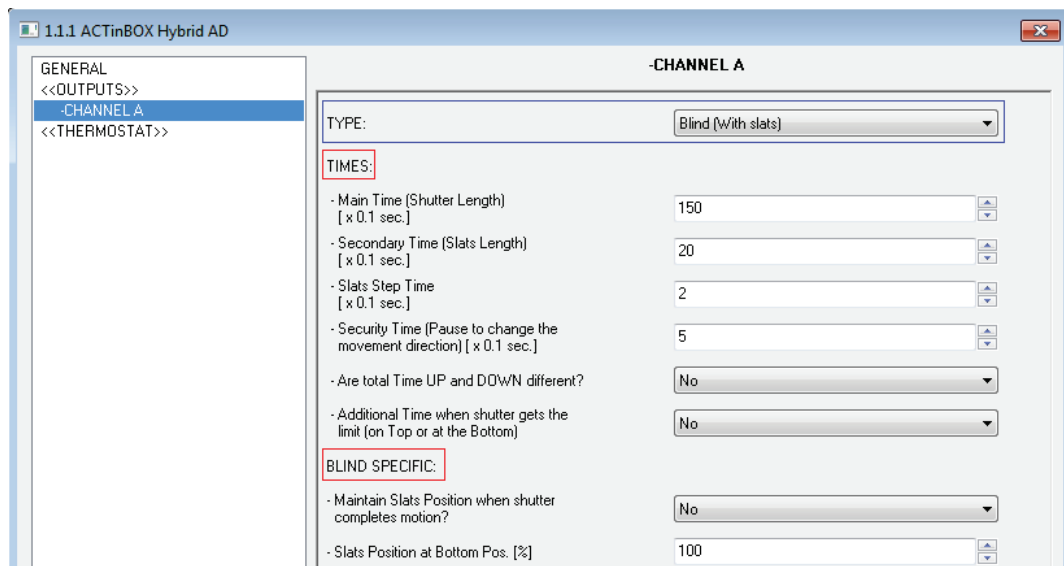 1.1.1 ACTinBOX Hybrid AD
GENERAL
<<OUTPUTS>>
-CHANNEL A
<<THERMOSTAT>>
-CHANNEL A
TYPE:
Blind (With slats)
TIMES:
- Main Time (Shutter Length)
[ x 0.1 sec.]
150
- Secondary Time (Slats Length)
[ x 0.1 sec.]
20
- Slats Step Time
[ x 0.1 sec.]
2
- Security Time (Pause to change the
movement direction) [ x 0.1 sec.]
5
- Are total Time UP and DOWN different?
No
- Additional Time when shutter gets the
limit (on Top or at the Bottom)
No
BLIND SPECIFIC:
- Maintain Slats Position when shutter
completes motion?
No
- Slats Position at Bottom Pos. [%]
100